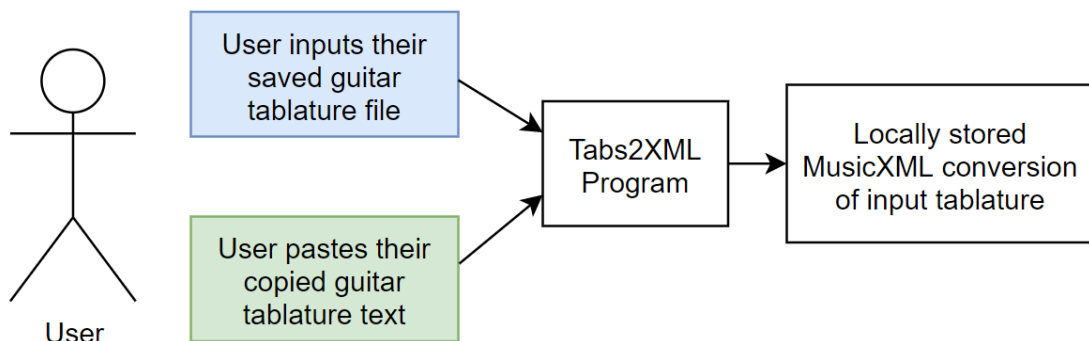 User inputs their
saved guitar
tablature file
User pastes their
copied guitar
tablature text
User
Tabs2XML
Program
Locally stored
MusicXML conversion
of input tablature